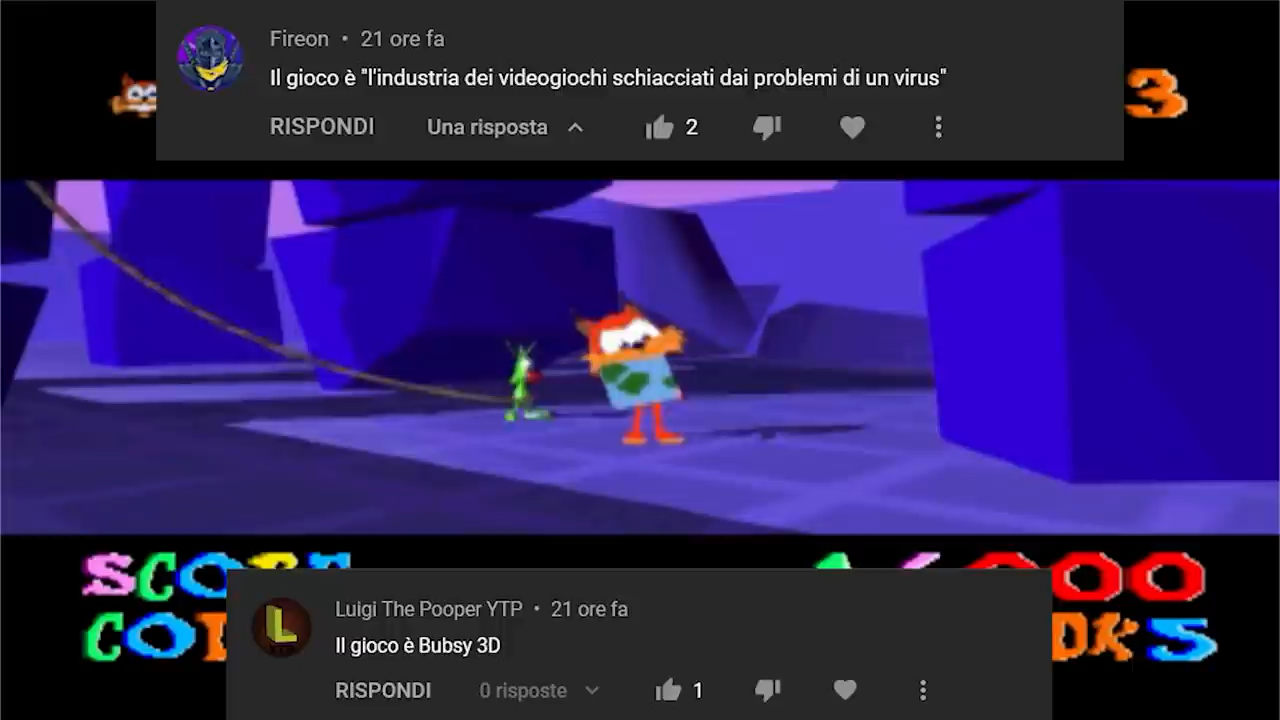 Fireon • 21 ore fa
Il gioco è "l'industria dei videogiochi schiacciati dai problemi di un virus"
RISPONDI Una risposta 2
3
Luigi The Pooper YTP • 21 ore fa
Il gioco è Bubsy 3D
RISPONDI 0 risposte 1